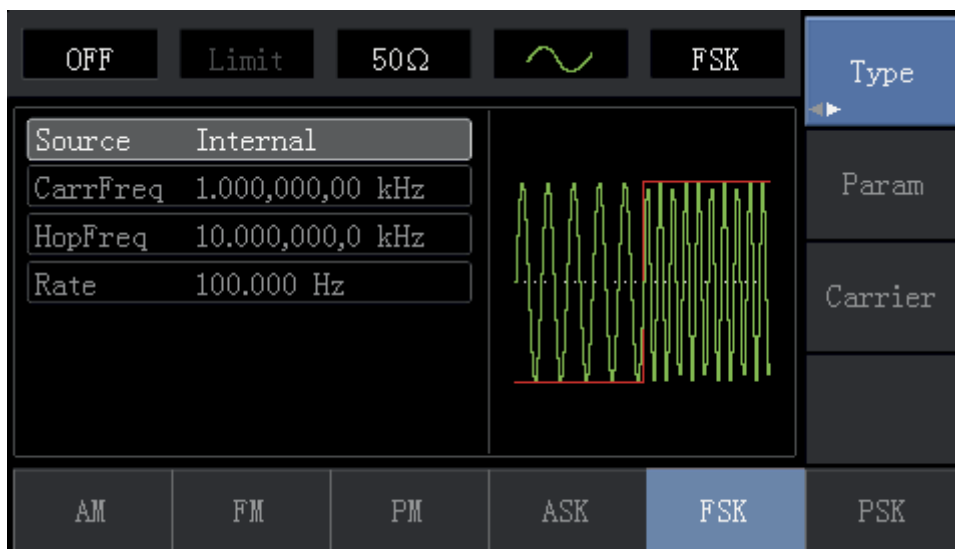 OFF Limit 50Ω FSK Type
Source Internal
CarrFreq 1.000,000,00 kHz
Param
HopFreq 10.000,000,0 kHz
Rate 100.000 Hz
Carrier
AM FM PM ASK FSK PSK